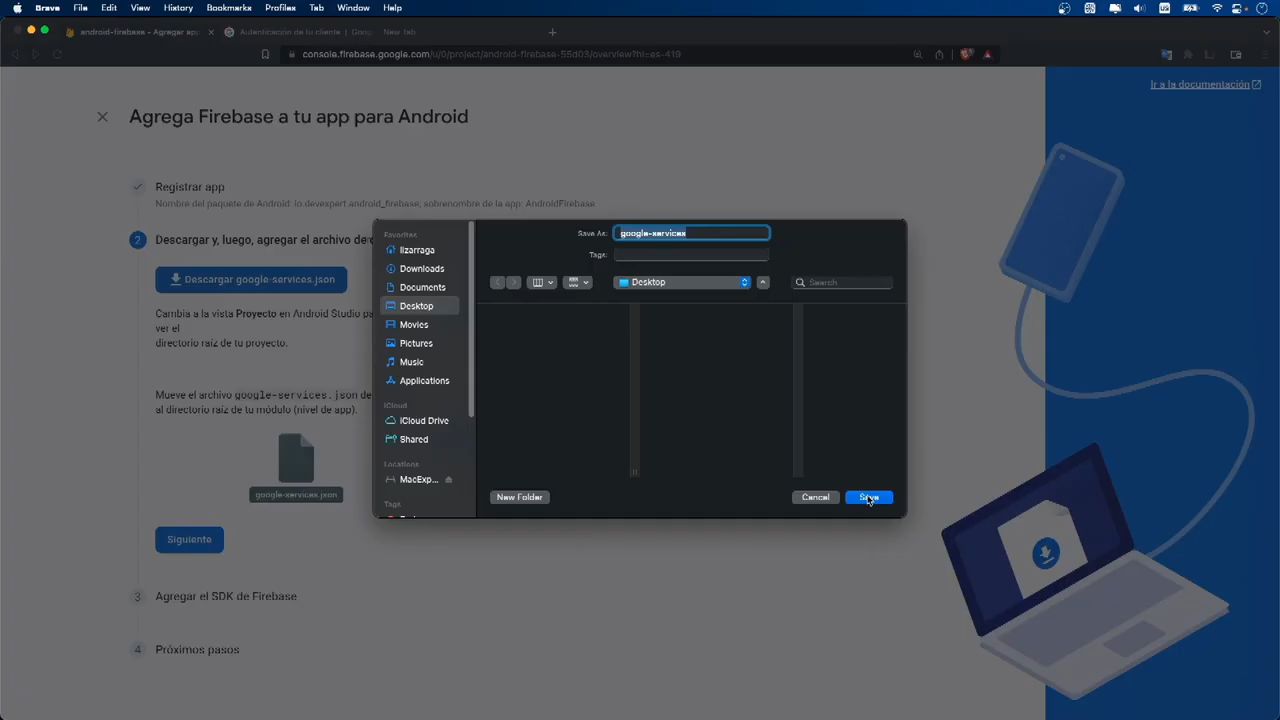 Brave File Edit View History Bookmarks Profiles Tab Window Help
android-firebase - Agregar app
Autenticación de tu cliente | Goog
New Tab
console.firebase.google.com/u/0/project/android-firebase-55d03/overview?hl=es-419
Ir a la documentación
Agrega Firebase a tu app para Android
Registrar app
Nombre del paquete de Android: io.devexpert.android_firebase, sobrenombre de la app: AndroidFirebase
2 Descargar y, luego, agregar el archivo de
Descargar google-services.json
Cambia a la vista Proyecto en Android Studio pa
ver el
directorio raíz de tu proyecto.
Mueve el archivo google-services.json de
al directorio raíz de tu módulo (nivel de app).
google-services.json
Siguiente
3 Agregar el SDK de Firebase
4 Próximos pasos
Favorites
lizarraga
Downloads
Documents
Desktop
Movies
Pictures
Music
Applications
iCloud
iCloud Drive
Shared
Locations
MacExp...
Tags
Save As: google-services
Tags:
Desktop
Search
New Folder
Cancel
Save